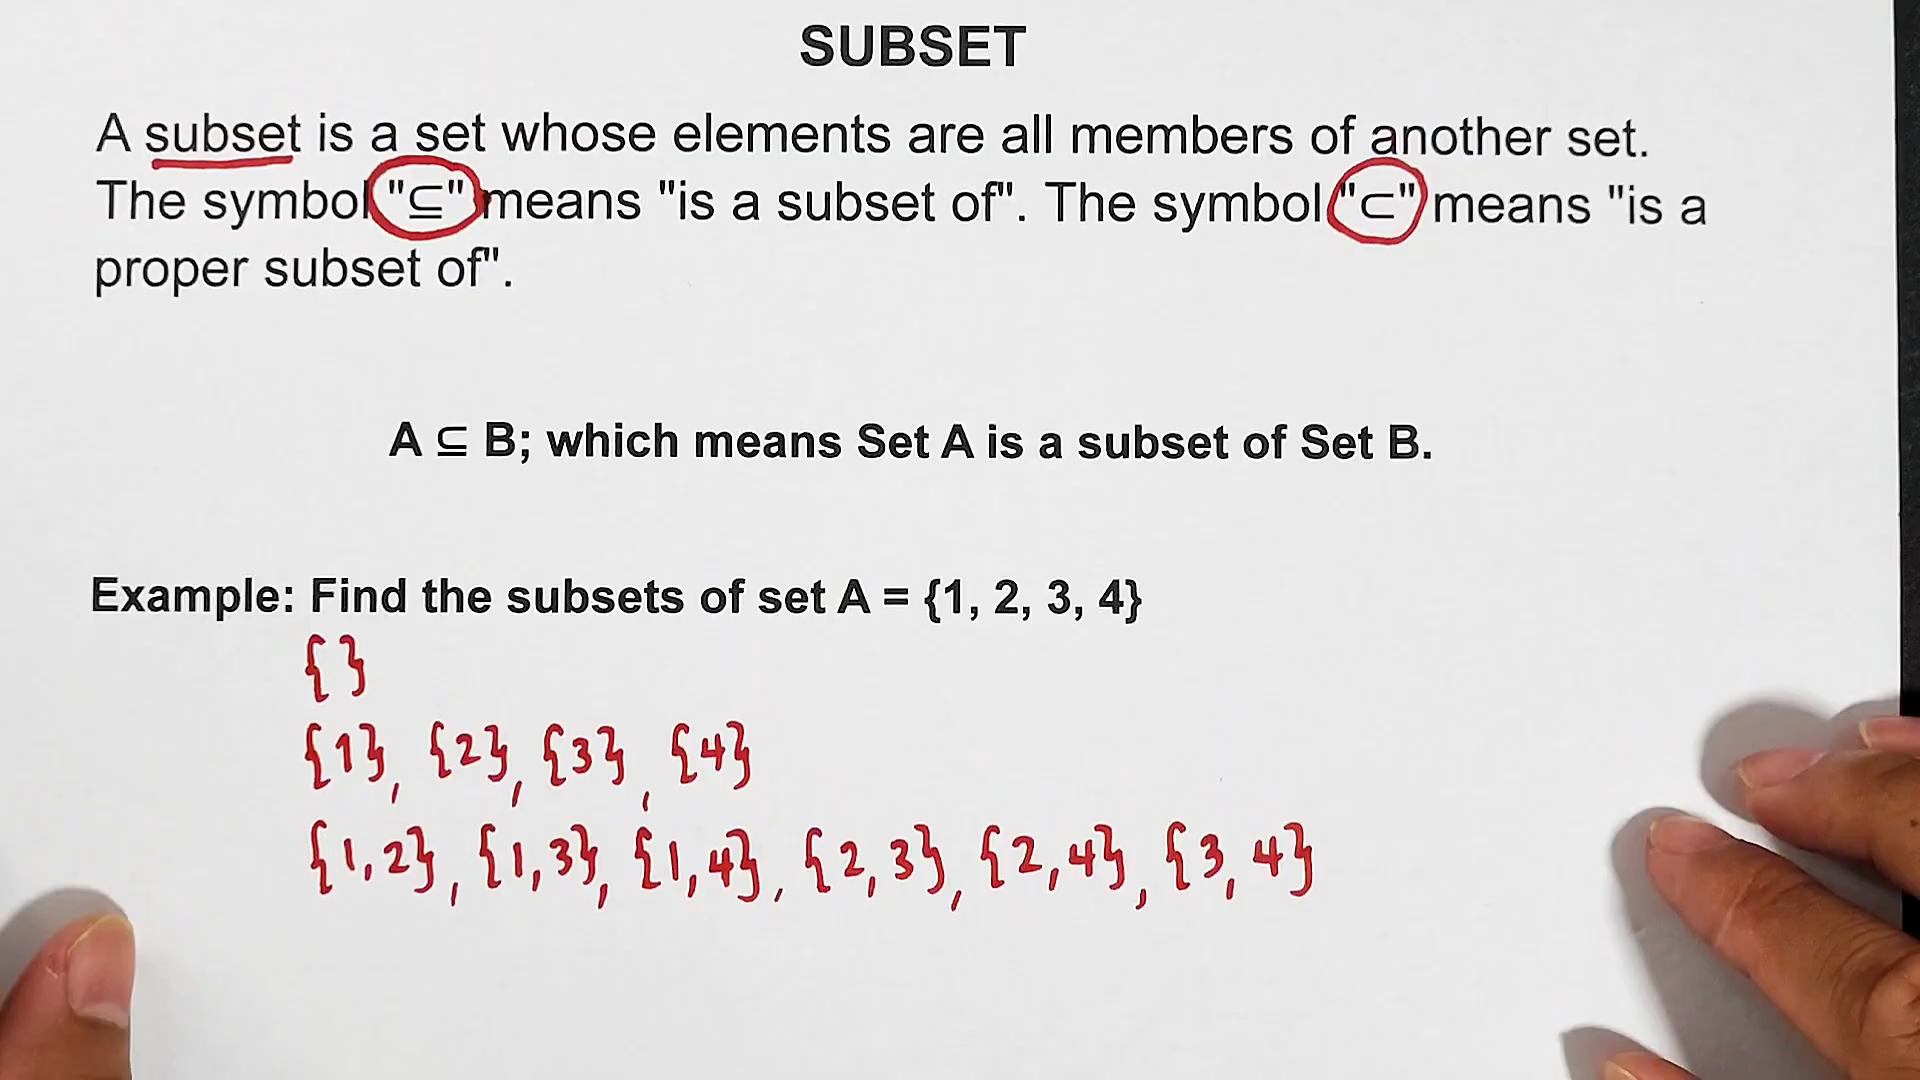 SUBSET
A subset is a set whose elements are all members of another set.
The symbol "⊆" means "is a subset of". The symbol "⊂" means "is a
proper subset of".
A ⊆ B; which means Set A is a subset of Set B.
Example: Find the subsets of set A = {1, 2, 3, 4}
{ }
{1}, {2}, {3}, {4}
{1,2}, {1,3}, {1,4}, {2,3}, {2,4}, {3,4}